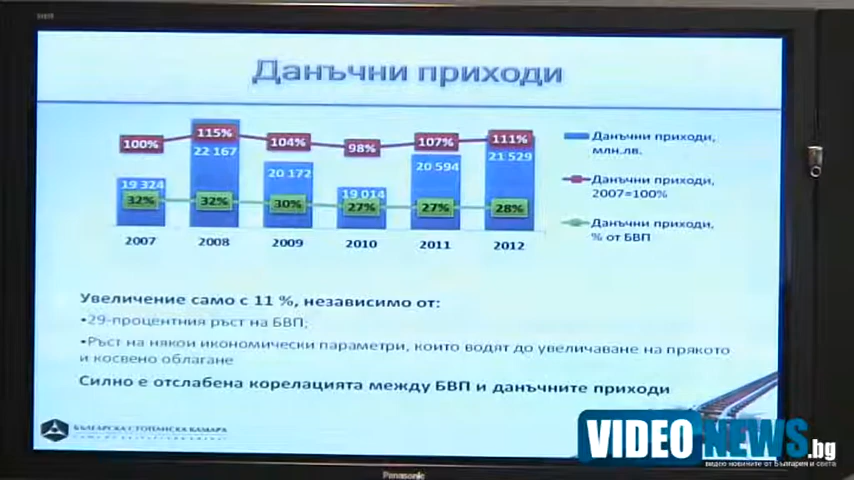 Данъчни приходи
100%
115%
104%
98%
107%
111%
19 324
22 167
20 172
19 014
20 594
21 529
32%
32%
30%
27%
27%
28%
2007
2008
2009
2010
2011
2012
Данъчни приходи,
млн.лв.
Данъчни приходи,
2007=100%
Данъчни приходи,
% от БВП
Увеличение само с 11 %, независимо от:
•29-процентния ръст на БВП;
•Ръст на някои икономически параметри, които водят до увеличаване на прякото
и косвено облагане
Силно е отслабена корелацията между БВП и данъчните приходи
БЪЛГАРСКА СТОПАНСКА КАМАРА
VIDEONEWS.bg
видео новините от България и света
Panasonic